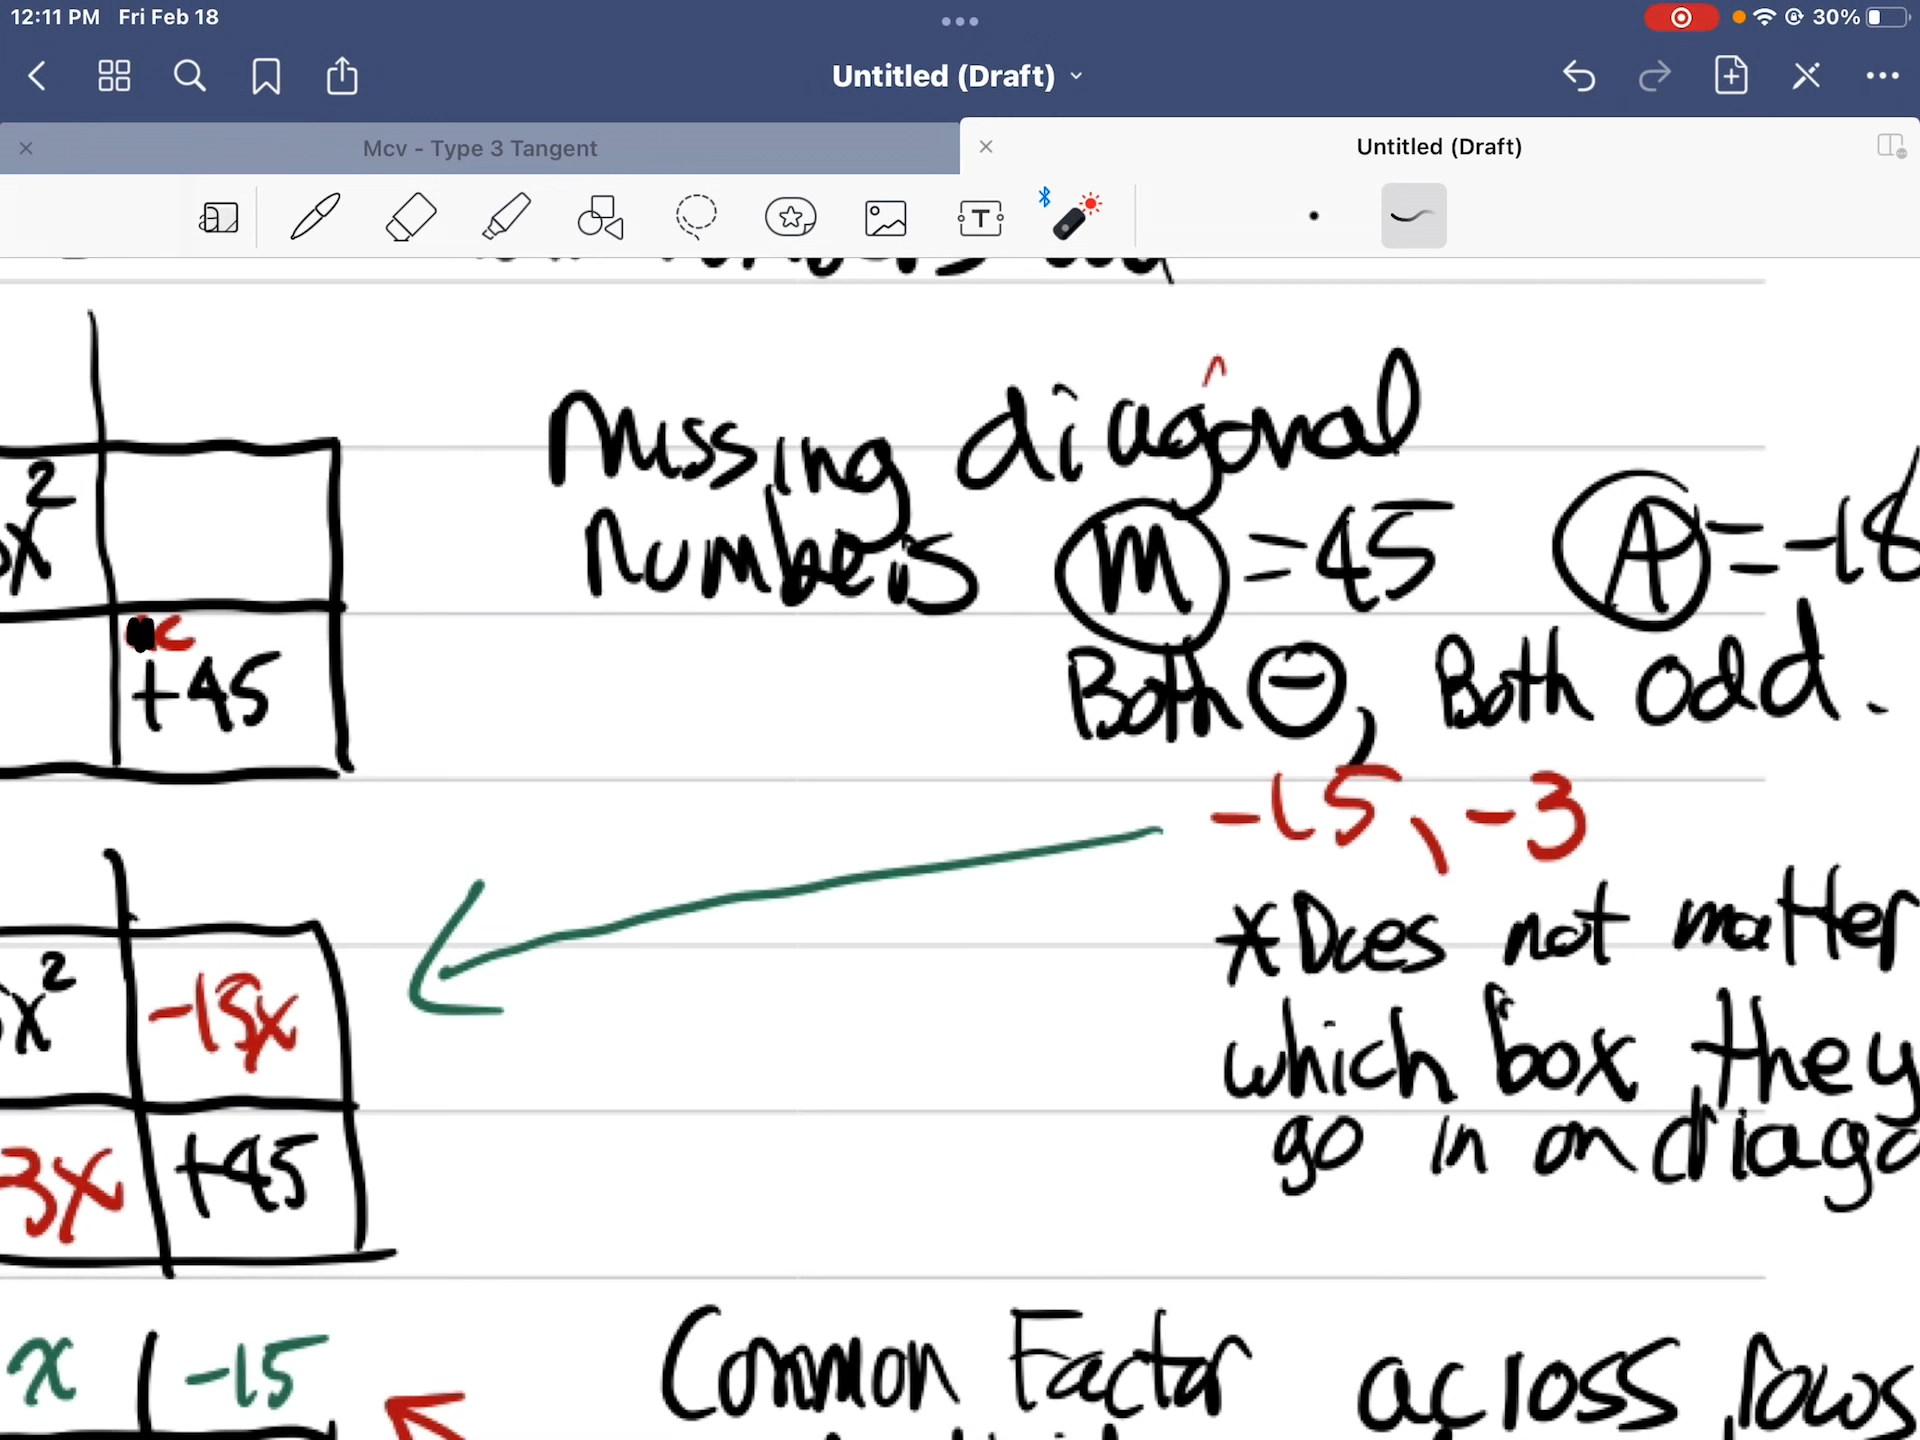 12:11 PM Fri Feb 18
30%
Untitled (Draft)
Mcv - Type 3 Tangent
Untitled (Draft)
T
Missing diagonal
x²
numbers M = 45 A = -18
c
+45
Both -, Both odd.
-15, -3
*Does not matter
x² -15x
which box they
3x +45
go in on
x -15
Common Factor across rows